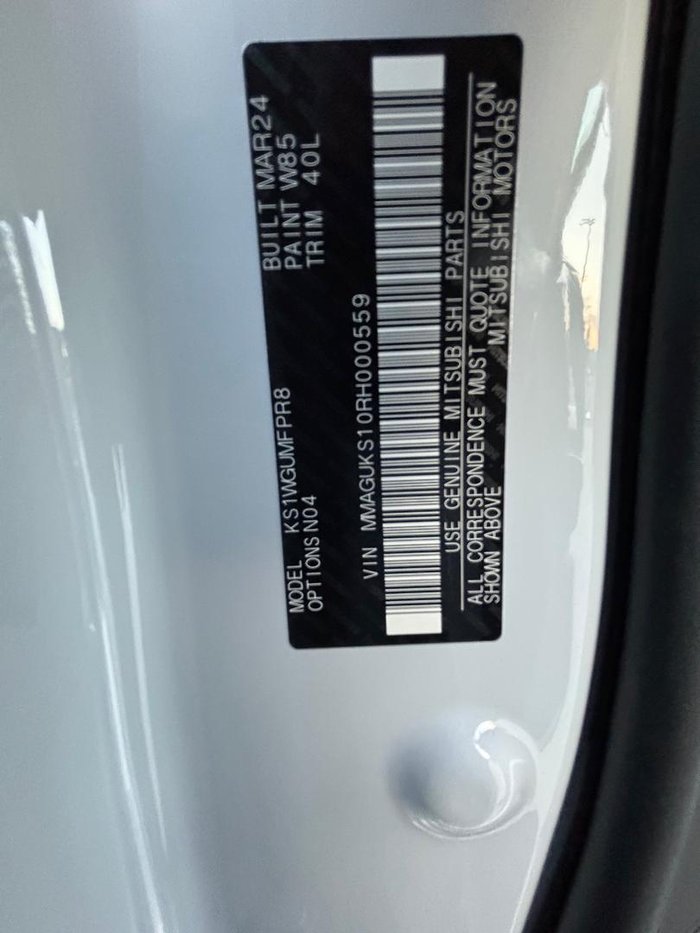 MODEL KS1WGUMFPR8 BUILT MAR24
OPTIONS N04 PAINT W85
TRIM 40L
VIN MMAGUKS10RH000559
USE GENUINE MITSUBISHI PARTS
ALL CORRESPONDENCE MUST QUOTE INFORMATION
SHOWN ABOVE MITSUBISHI MOTORS